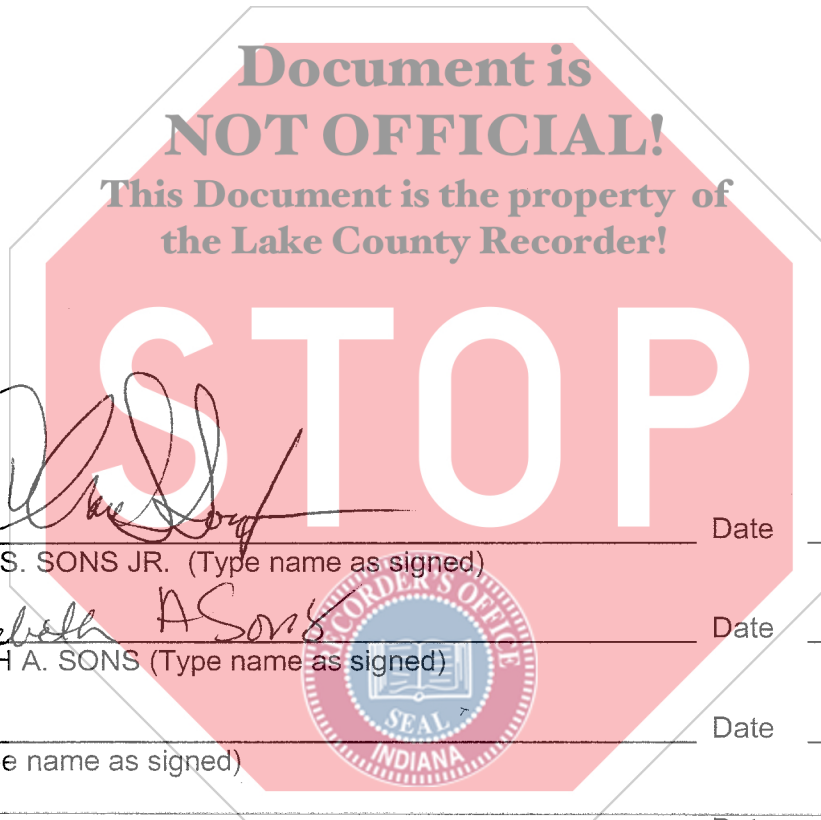 Document is
NOT OFFICIAL!
This Document is the property of
the Lake County Recorder!
STOP
Date
S. SONS JR. (Type name as signed)
A Sons
Date
H A. SONS (Type name as signed)
RECORDER'S OFFICE
SEAL
INDIANA
Date
e name as signed)